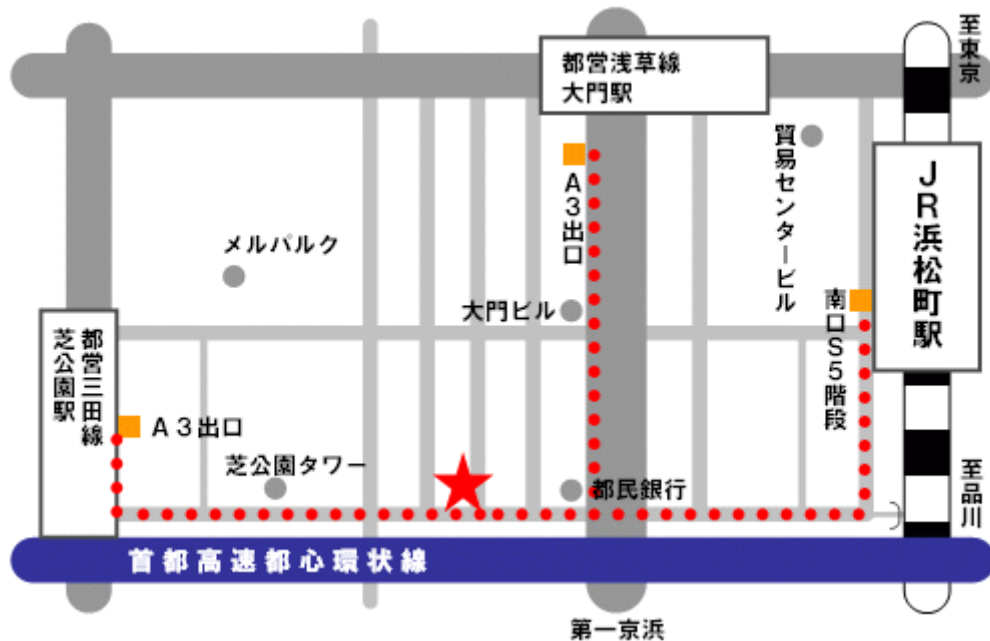 至東京
都営浅草線
大門駅
貿易センタービル
JR浜松町駅
A3出口
メルパルク
大門ビル
南口S5階段
都営三田線
芝公園駅
A3出口
芝公園タワー
都民銀行
至品川
首都高速都心環状線
第一京浜